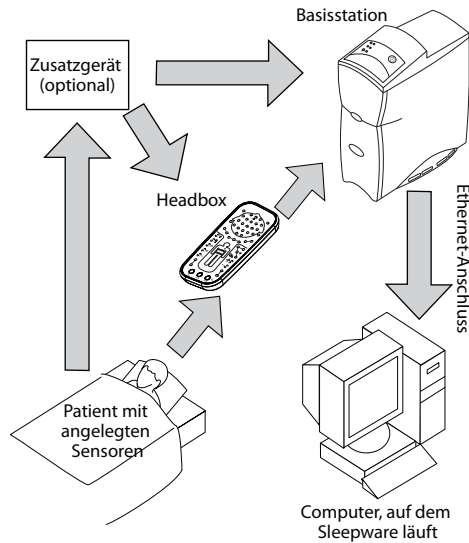 Basisstation
Zusatzgerät
(optional)
Headbox
Ethernet-Anschluss
Patient mit
angelegten
Sensoren
Computer, auf dem
Sleepware läuft